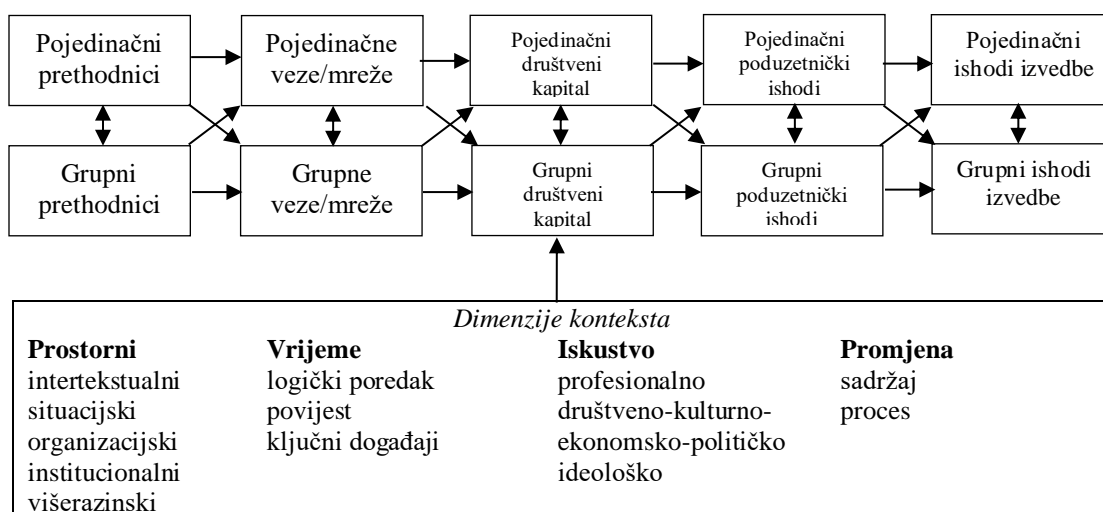 Pojedinačni
prethodnici
Pojedinačne
veze/mreže
Pojedinačni
društveni
kapital
Pojedinačni
poduzetnički
ishodi
Pojedinačni
ishodi izvedbe
Grupni
prethodnici
Grupne
veze/mreže
Grupni
društveni
kapital
Grupni
poduzetnički
ishodi
Grupni ishodi
izvedbe
Dimenzije konteksta
Prostorni
intertekstualni
situacijski
organizacijski
institucionalni
višerazinski
Vrijeme
logički poredak
povijest
ključni događaji
Iskustvo
profesionalno
društveno-kulturno-
ekonomsko-političko
ideološko
Promjena
sadržaj
proces